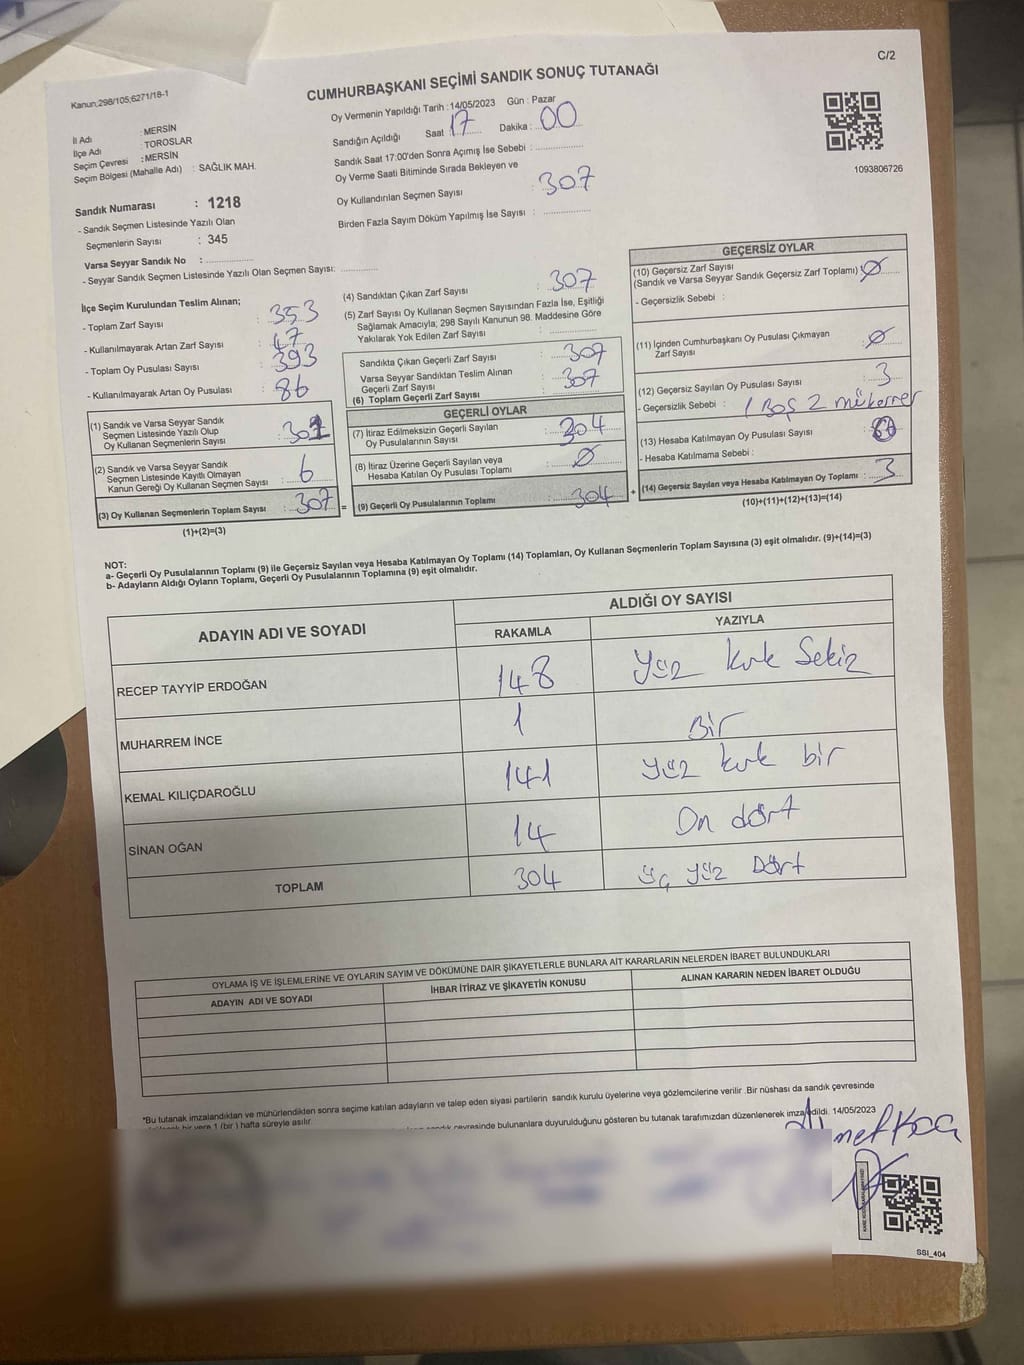 C/2
Kanun;298/105;6271/18-1
CUMHURBAŞKANI SEÇİMİ SANDIK SONUÇ TUTANAĞI
Oy Vermenin Yapıldığı Tarih : 14/05/2023 Gün : Pazar
Sandığın Açıldığı Saat 17 Dakika : 00
Sandık Saat 17:00'den Sonra Açımış İse Sebebi :
Oy Verme Saati Bitiminde Sırada Bekleyen ve
Oy Kullandırılan Seçmen Sayısı : 307
Birden Fazla Sayım Döküm Yapılmış İse Sayısı :
1093806726
İl Adı : MERSİN
İlçe Adı : TOROSLAR
Seçim Çevresi : MERSİN
Seçim Bölgesi (Mahalle Adı) : SAĞLIK MAH.
Sandık Numarası : 1218
- Sandık Seçmen Listesinde Yazılı Olan
Seçmenlerin Sayısı : 345
Varsa Seyyar Sandık No :
- Seyyar Sandık Seçmen Listesinde Yazılı Olan Seçmen Sayısı:
İlçe Seçim Kurulundan Teslim Alınan;
- Toplam Zarf Sayısı : 353
- Kullanılmayarak Artan Zarf Sayısı : 47
- Toplam Oy Pusulası Sayısı : 393
- Kullanılmayarak Artan Oy Pusulası : 86
(1) Sandık ve Varsa Seyyar Sandık
Seçmen Listesinde Yazılı Olup
Oy Kullanan Seçmenlerin Sayısı : 301
(2) Sandık ve Varsa Seyyar Sandık
Seçmen Listesinde Kayıtlı Olmayan
Kanun Gereği Oy Kullanan Seçmen Sayısı : 6
(3) Oy Kullanan Seçmenlerin Toplam Sayısı : 307
(1)+(2)=(3)
(4) Sandıktan Çıkan Zarf Sayısı : 307
(5) Zarf Sayısı Oy Kullanan Seçmen Sayısından Fazla İse, Eşitliği
Sağlamak Amacıyla; 298 Sayılı Kanunun 98. Maddesine Göre
Yakılarak Yok Edilen Zarf Sayısı :
Sandıkta Çıkan Geçerli Zarf Sayısı : 307
Varsa Seyyar Sandıktan Teslim Alınan
Geçerli Zarf Sayısı : 307
(6) Toplam Geçerli Zarf Sayısı
GEÇERLİ OYLAR
(7) İtiraz Edilmeksizin Geçerli Sayılan
Oy Pusulalarının Sayısı : 304
(8) İtiraz Üzerine Geçerli Sayılan veya
Hesaba Katılan Oy Pusulası Toplamı : Ø
= (9) Geçerli Oy Pusulalarının Toplamı : 304 +
GEÇERSİZ OYLAR
(10) Geçersiz Zarf Sayısı
(Sandık ve Varsa Seyyar Sandık Geçersiz Zarf Toplamı) : Ø
- Geçersizlik Sebebi :
(11) İçinden Cumhurbaşkanı Oy Pusulası Çıkmayan
Zarf Sayısı : Ø
(12) Geçersiz Sayılan Oy Pusulası Sayısı : 3
- Geçersizlik Sebebi : 1 Boş 2 mükerrer
(13) Hesaba Katılmayan Oy Pusulası Sayısı :
- Hesaba Katılmama Sebebi :
(14) Geçersiz Sayılan veya Hesaba Katılmayan Oy Toplamı : 3
(10)+(11)+(12)+(13)=(14)
NOT:
a- Geçerli Oy Pusulalarının Toplamı (9) ile Geçersiz Sayılan veya Hesaba Katılmayan Oy Toplamı (14) Toplamları, Oy Kullanan Seçmenlerin Toplam Sayısına (3) eşit olmalıdır. (9)+(14)=(3)
b- Adayların Aldığı Oyların Toplamı, Geçerli Oy Pusulalarının Toplamına (9) eşit olmalıdır.
ADAYIN ADI VE SOYADI ALDIĞI OY SAYISI
RAKAMLA YAZIYLA
RECEP TAYYİP ERDOĞAN 148 Yüz kırk Sekiz
MUHARREM İNCE 1 Bir
KEMAL KILIÇDAROĞLU 141 Yüz kırk bir
SİNAN OĞAN 14 On dört
TOPLAM 304 üç yüz Dört
OYLAMA İŞ VE İŞLEMLERİNE VE OYLARIN SAYIM VE DÖKÜMÜNE DAİR ŞİKAYETLERLE BUNLARA AİT KARARLARIN NELERDEN İBARET BULUNDUKLARI
ADAYIN ADI VE SOYADI İHBAR İTİRAZ VE ŞİKAYETİN KONUSU ALINAN KARARIN NEDEN İBARET OLDUĞU
*Bu tutanak imzalandıktan ve mühürlendikten sonra seçime katılan adayların ve talep eden siyasi partilerin sandık kurulu üyelerine veya gözlemcilerine verilir .Bir nüshası da sandık çevresinde
bir yere 1 (bir ) hafta süreyle asılır.
çevresinde bulunanlara duyurulduğunu gösteren bu tutanak tarafımızdan düzenlenerek imza edildi. 14/05/2023
SSI_404